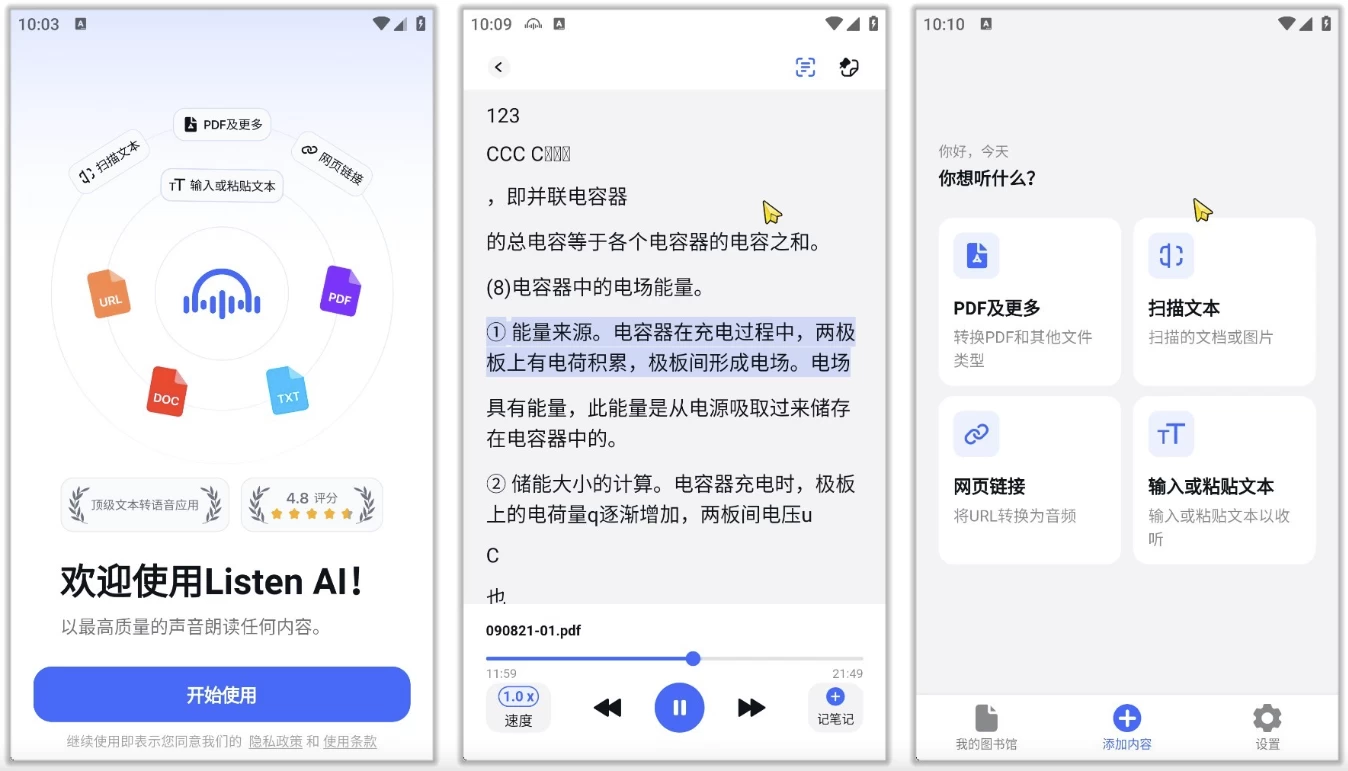 10:03
PDF及更多
扫描文本
网页链接
输入或粘贴文本
URL
PDF
DOC
TXT
顶级文本转语音应用
4.8 评分
欢迎使用Listen AI！
以最高质量的声音朗读任何内容。
开始使用
继续使用即表示您同意我们的 隐私政策 和 使用条款
10:09
123
CCC C
，即并联电容器
的总电容等于各个电容器的电容之和。
(8)电容器中的电场能量。
① 能量来源。电容器在充电过程中，两极
板上有电荷积累，极板间形成电场。电场
具有能量，此能量是从电源吸取过来储存
在电容器中的。
② 储能大小的计算。电容器充电时，极板
上的电荷量q逐渐增加，两板间电压u
C
也
090821-01.pdf
11:59
21:49
1.0 x
速度
记笔记
10:10
你好，今天
你想听什么？
PDF及更多
转换PDF和其他文件
类型
扫描文本
扫描的文档或图片
网页链接
将URL转换为音频
输入或粘贴文本
输入或粘贴文本以收
听
我的图书馆
添加内容
设置